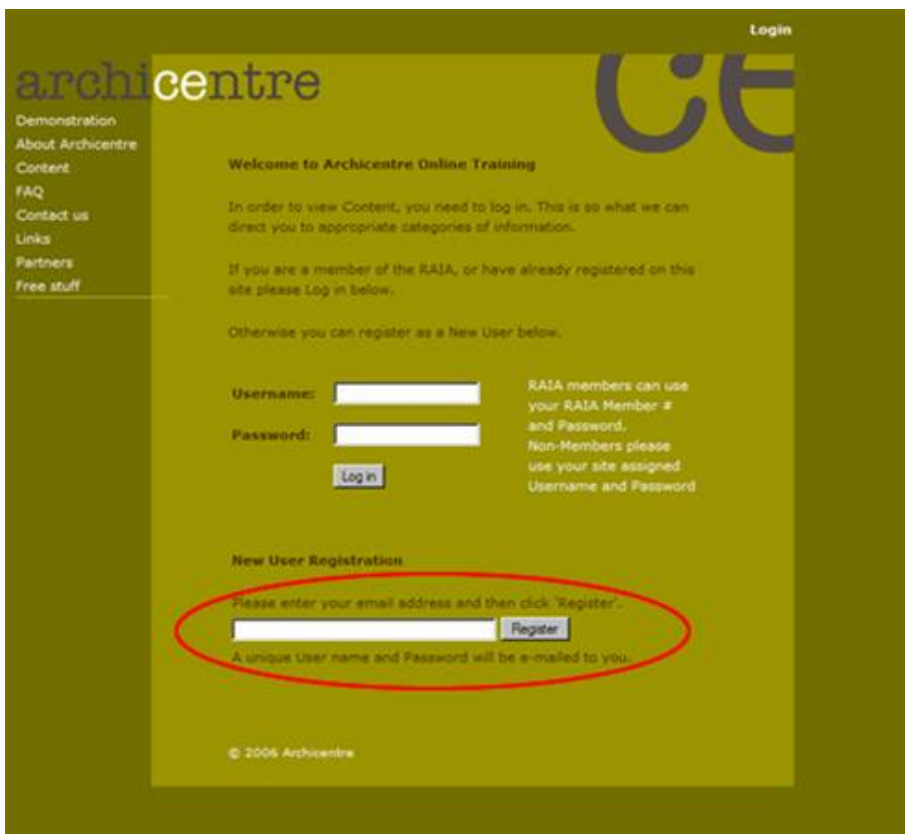 Login
archicentre
ce
Demonstration
About Archicentre
Content
FAQ
Contact us
Links
Partners
Free stuff
Welcome to Archicentre Online Training
In order to view Content, you need to log in. This is so what we can
direct you to appropriate categories of information.
If you are a member of the RAIA, or have already registered on this
site please Log in below.
Otherwise you can register as a New User below.
Username:
Password:
Log in
RAIA members can use
your RAIA Member #
and Password.
Non-Members please
use your site assigned
Username and Password
New User Registration
Please enter your email address and then click 'Register'.
Register
A unique User name and Password will be e-mailed to you.
© 2006 Archicentre